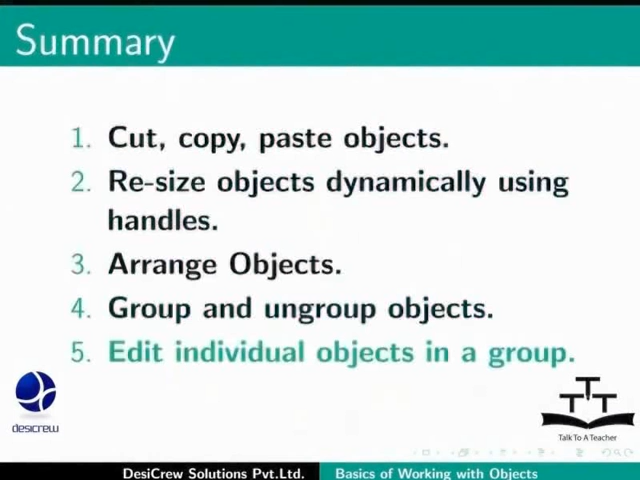 Summary
1. Cut, copy, paste objects.
2. Re-size objects dynamically using
handles.
3. Arrange Objects.
4. Group and ungroup objects.
5. Edit individual objects in a group.
desicrew
TTT
Talk To A Teacher
DesiCrew Solutions Pvt.Ltd. Basics of Working with Objects